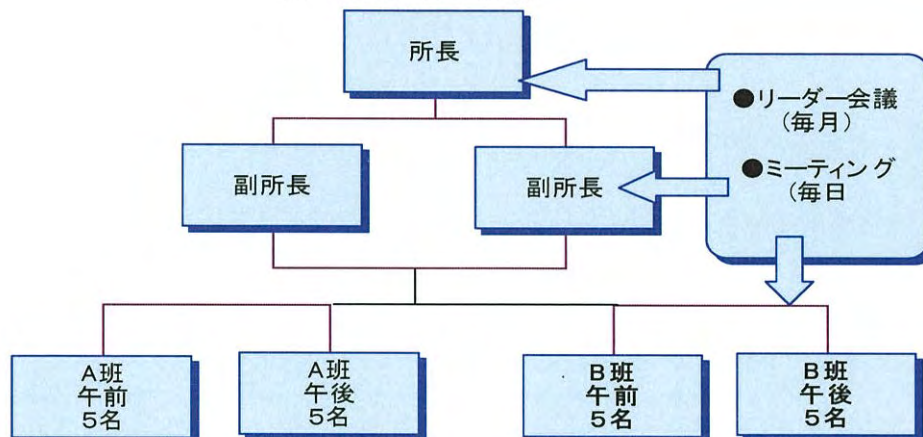 所長
●リーダー会議
(毎月)
●ミーティング
(毎日
副所長
副所長
A班
午前
5名
A班
午後
5名
B班
午前
5名
B班
午後
5名